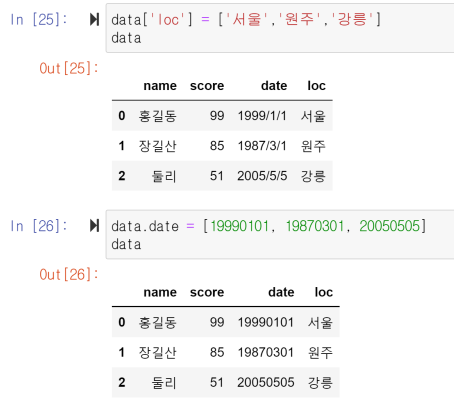 In [25]: data['loc'] = ['서울','원주','강릉']
data
Out[25]:
name score date loc
0 홍길동 99 1999/1/1 서울
1 장길산 85 1987/3/1 원주
2 둘리 51 2005/5/5 강릉
In [26]: data.date = [19990101, 19870301, 20050505]
data
Out[26]:
name score date loc
0 홍길동 99 19990101 서울
1 장길산 85 19870301 원주
2 둘리 51 20050505 강릉